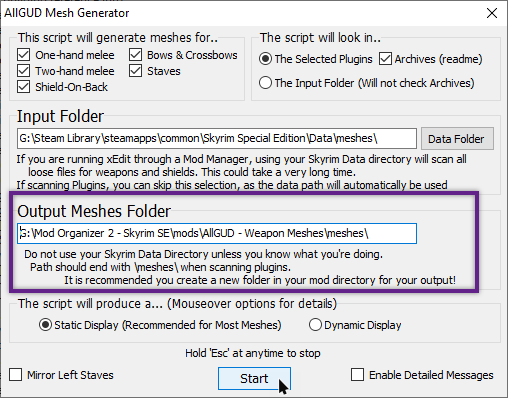 AllGUD Mesh Generator
This script will generate meshes for..
One-hand melee
Bows & Crossbows
Two-hand melee
Staves
Shield-On-Back
The script will look in..
The Selected Plugins
Archives (readme)
The Input Folder (Will not check Archives)
Input Folder
G:\Steam Library\steamapps\common\Skyrim Special Edition\Data\meshes\
Data Folder
If you are running xEdit through a Mod Manager, using your Skyrim Data directory will scan all
loose files for weapons and shields. This could take a very long time.
If scanning Plugins, you can skip this selection, as the data path will automatically be used
Output Meshes Folder
G:\Mod Organizer 2 - Skyrim SE\mods\AllGUD - Weapon Meshes\meshes\
Do not use your Skyrim Data Directory unless you know what you're doing.
Path should end with \meshes\ when scanning plugins.
It is recommended you create a new folder in your mod directory for your output!
The script will produce a... (Mouseover options for details)
Static Display (Recommended for Most Meshes)
Dynamic Display
Hold 'Esc' at anytime to stop
Mirror Left Staves
Start
Enable Detailed Messages